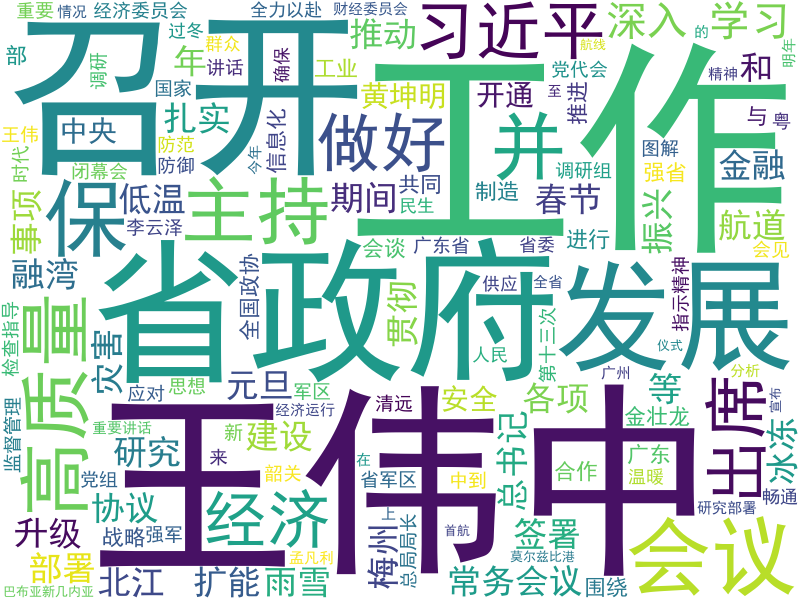 重要
情况
经济委员会
全力以赴
财经委员会
习近平
深入
学习
部
召开
过冬
群众
推动
工作
航线
的
明年
调研
年
讲话
确保
工业
党代会
精神
和
国家
黄坤明
开通
至
推进
与
粤
王伟
中央
扎实
信息化
做好
并
图解
金融
防范
防御
今年
时代
闭幕会
保
低温
主持
期间
共同
民生
制造
春节
调研组
强省
振兴
航道
事项
李云泽
会谈
广东省
省委
进行
会见
融湾
省政府
发展
全国政协
贯彻
供应
全省
指示精神
检查指导
高质量
灾害
人民
第十三次
仪式
应对
思想
元旦
军区
清远
安全
各项
广州
等
分析
宣布
出席
经济运行
王伟中
金壮龙
监督管理
重要讲话
研究
新
建设
总书记
冰冻
党组
来
韶关
在
省军区
中到
合作
广东
温暖
畅通
协议
经济
上
研究部署
战略
强军
升级
梅州
总局局长
首航
签署
会议
部署
孟凡利
莫尔兹比港
巴布亚新几内亚
北江
扩能
雨雪
常务会议
围绕